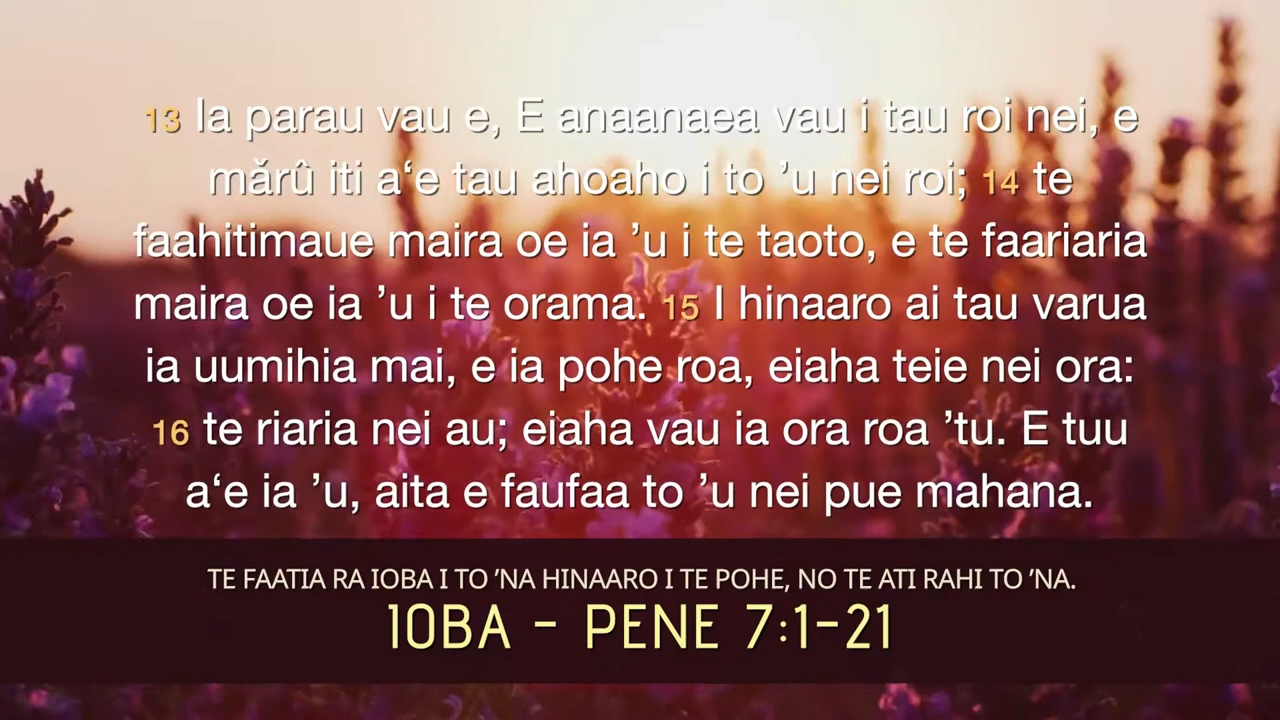 13 Ia parau vau e, E anaanaea vau i tau roi nei, e
mărû iti a‘e tau ahoaho i to ’u nei roi; 14 te
faahitimaue maira oe ia ’u i te taoto, e te faariaria
maira oe ia ’u i te orama. 15 I hinaaro ai tau varua
ia uumihia mai, e ia pohe roa, eiaha teie nei ora:
16 te riaria nei au; eiaha vau ia ora roa ’tu. E tuu
a‘e ia ’u, aita e faufaa to ’u nei pue mahana.
TE FAATIA RA IOBA I TO ’NA HINAARO I TE POHE, NO TE ATI RAHI TO ’NA.
IOBA - PENE 7:1-21